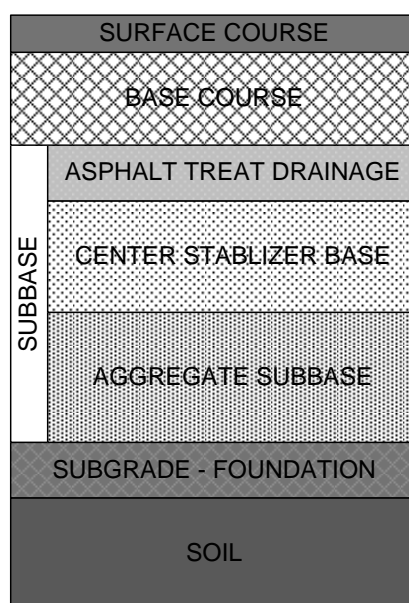 SURFACE COURSE
BASE COURSE
SUBBASE
ASPHALT TREAT DRAINAGE
CENTER STABLIZER BASE
AGGREGATE SUBBASE
SUBGRADE - FOUNDATION
SOIL